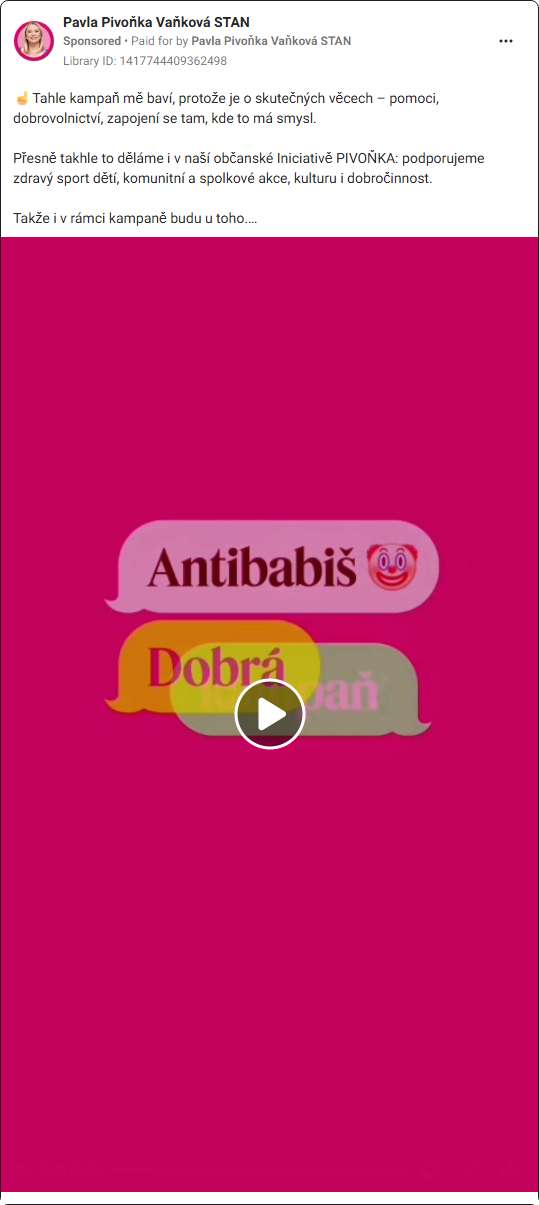 Pavla Pivoňka Vaňková STAN
Sponsored • Paid for by Pavla Pivoňka Vaňková STAN
Library ID: 1417744409362498
☝️Tahle kampaň mě baví, protože je o skutečných věcech – pomoci,
dobrovolnictví, zapojení se tam, kde to má smysl.
Přesně takhle to děláme i v naší občanské Iniciativě PIVOŇKA: podporujeme
zdravý sport dětí, komunitní a spolkové akce, kulturu i dobročinnost.
Takže i v rámci kampaně budu u toho....
Antibabiš 🤡
Dobrá